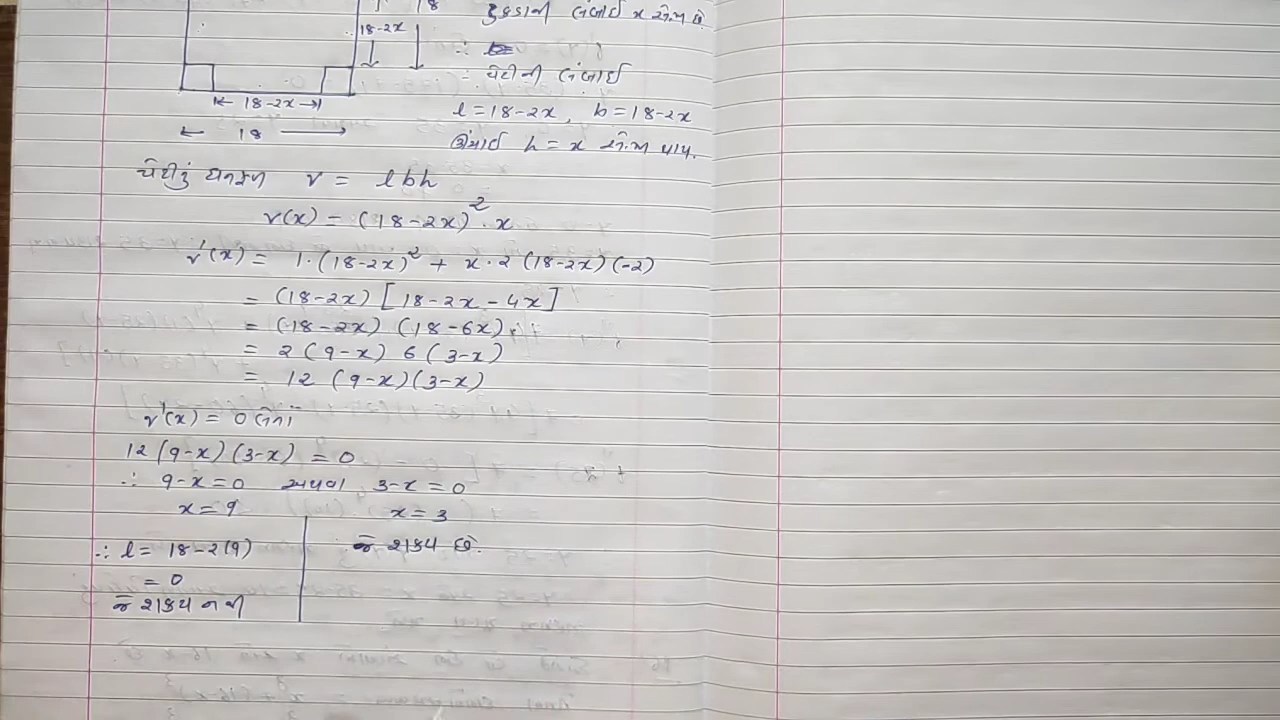 18
ટુકડાની લંબાઈ x સે.મી છે.
18-2x
∴ પેટીની લંબાઈ
← 18-2x →
l = 18-2x, b = 18-2x
← 18 →
ઊંચાઈ h = x સે.મી થાય.
પેટીનું ઘનફળ v = lbh
v(x) = (18-2x)² · x
v'(x) = 1·(18-2x)² + x·2(18-2x)(-2)
= (18-2x) [18-2x-4x]
= (18-2x) (18-6x)
= 2(9-x) 6(3-x)
= 12 (9-x)(3-x)
v'(x) = 0 લેતાં
12(9-x)(3-x) = 0
∴ 9-x=0 અથવા 3-x=0
x=9 x=3
∴ l = 18-2(9) જે શક્ય છે.
= 0
જે શક્ય નથી